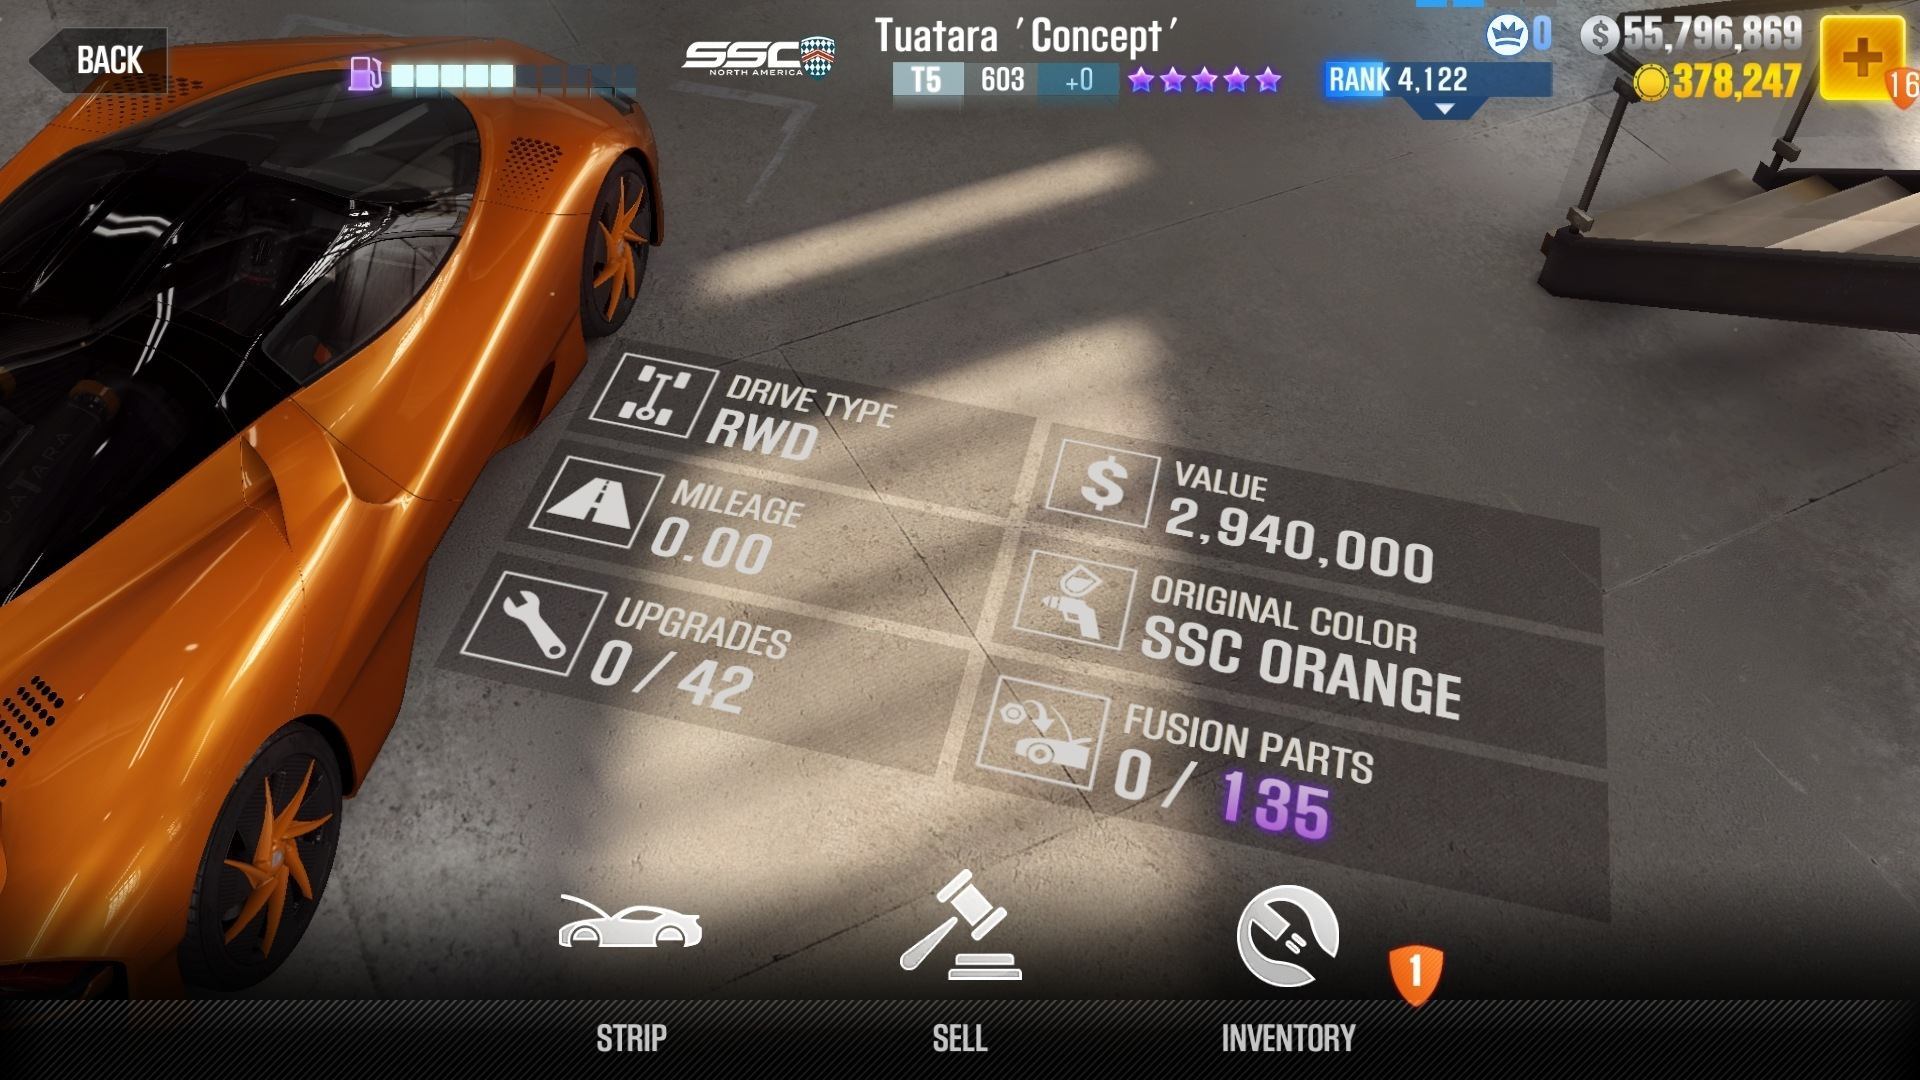 BACK
SSC
NORTH AMERICA
Tuatara 'Concept'
T5 603 +0
RANK 4,122
0
$ 55,796,869
378,247
16
DRIVE TYPE
RWD
MILEAGE
0.00
UPGRADES
0 / 42
$
VALUE
2,940,000
ORIGINAL COLOR
SSC ORANGE
FUSION PARTS
0 / 135
1
STRIP
SELL
INVENTORY